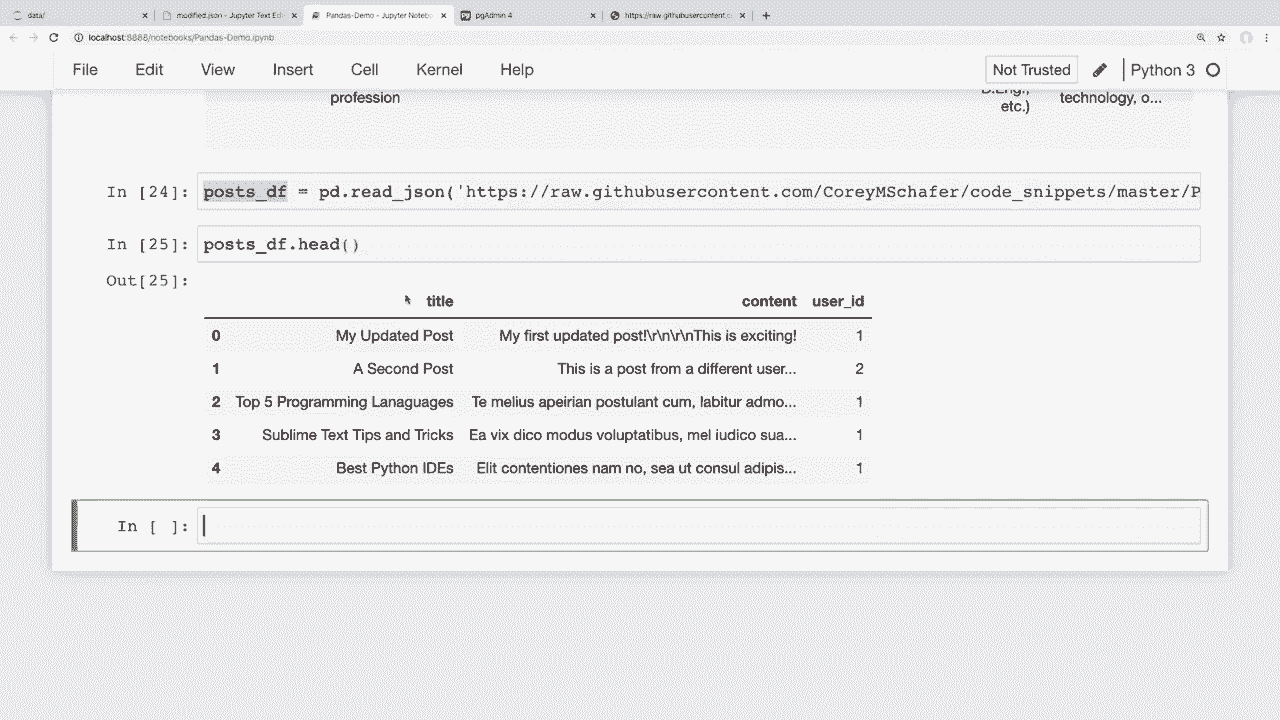 data/
modified.json - Jupyter Text Edi
Pandas-Demo - Jupyter Notebo
pgAdmin 4
https://raw.githubusercontent.c
localhost:8888/notebooks/Pandas-Demo.ipynb
File Edit View Insert Cell Kernel Help Not Trusted Python 3
profession D.Eng., etc.) technology, o...
In [24]: posts_df = pd.read_json('https://raw.githubusercontent.com/CoreyMSchafer/code_snippets/master/P
In [25]: posts_df.head()
Out[25]:
title content user_id
0 My Updated Post My first updated post!\r\n\r\nThis is exciting! 1
1 A Second Post This is a post from a different user... 2
2 Top 5 Programming Lanaguages Te melius apeirian postulant cum, labitur admo... 1
3 Sublime Text Tips and Tricks Ea vix dico modus voluptatibus, mel iudico sua... 1
4 Best Python IDEs Elit contentiones nam no, sea ut consul adipis... 1
In [ ]: